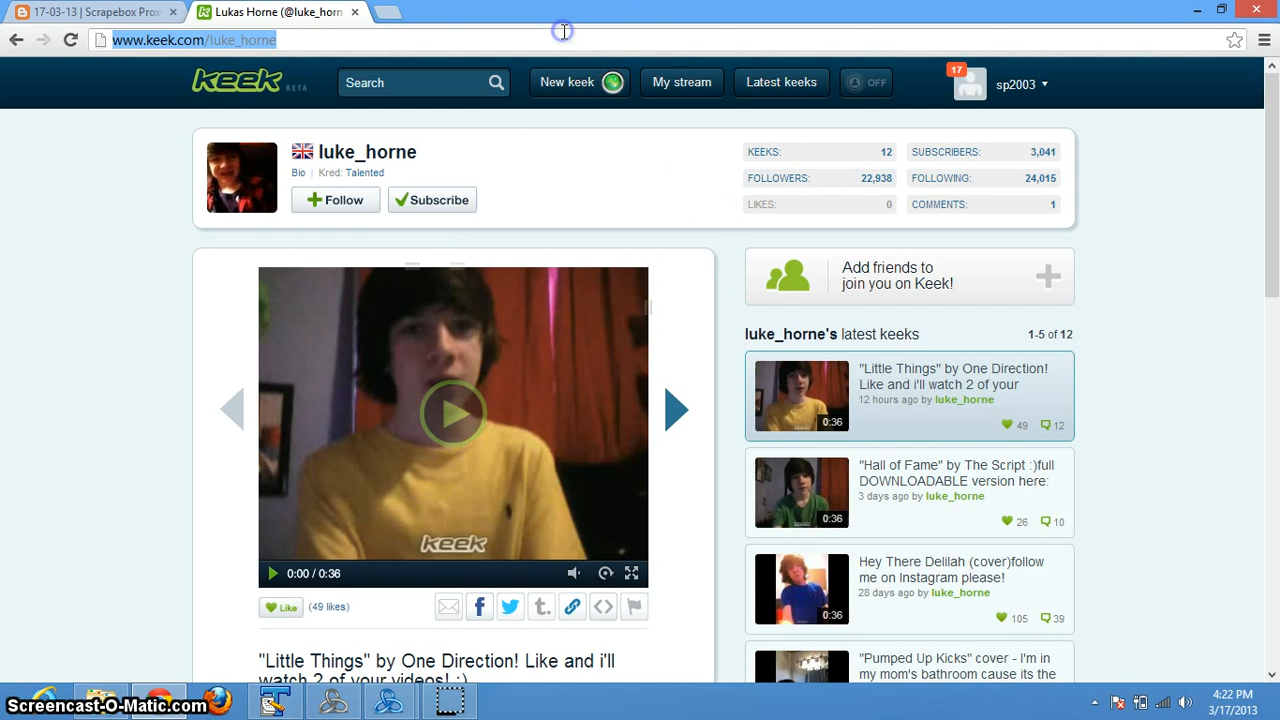 17-03-13 | Scrapebox Prox
Lukas Horne (@luke_horn
www.keek.com/luke_horne
keek BETA
Search
New keek
My stream
Latest keeks
OFF
17
sp2003
luke_horne
Bio | Kred: Talented
Follow
Subscribe
KEEKS: 12
SUBSCRIBERS: 3,041
FOLLOWERS: 22,938
FOLLOWING: 24,015
LIKES: 0
COMMENTS: 1
keek
0:00 / 0:36
Like
(49 likes)
"Little Things" by One Direction! Like and i'll
watch 2 of your videos! :)
Add friends to
join you on Keek!
luke_horne's latest keeks
1-5 of 12
"Little Things" by One Direction!
Like and i'll watch 2 of your
12 hours ago by luke_horne
0:36
49 12
"Hall of Fame" by The Script :)full
DOWNLOADABLE version here:
3 days ago by luke_horne
0:36
26 10
Hey There Delilah (cover)follow
me on Instagram please!
28 days ago by luke_horne
0:36
105 39
"Pumped Up Kicks" cover - I'm in
my mom's bathroom cause its the
Screencast-O-Matic.com
4:22 PM
3/17/2013